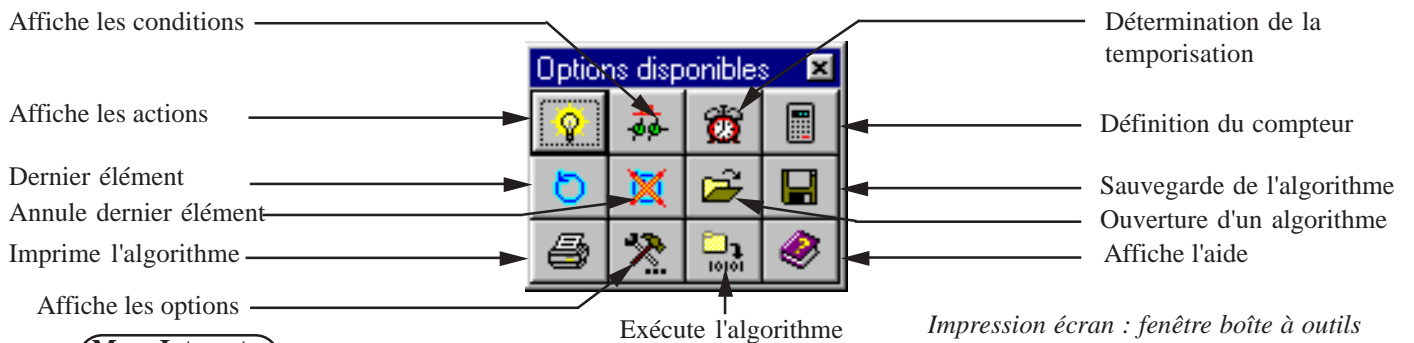 Affiche les conditions
Détermination de la
temporisation
Options disponibles
Affiche les actions
Définition du compteur
Dernier élément
Sauvegarde de l'algorithme
Annule dernier élément
Ouverture d'un algorithme
Imprime l'algorithme
Affiche l'aide
10101
Affiche les options
Exécute l'algorithme
Impression écran : fenêtre boîte à outils